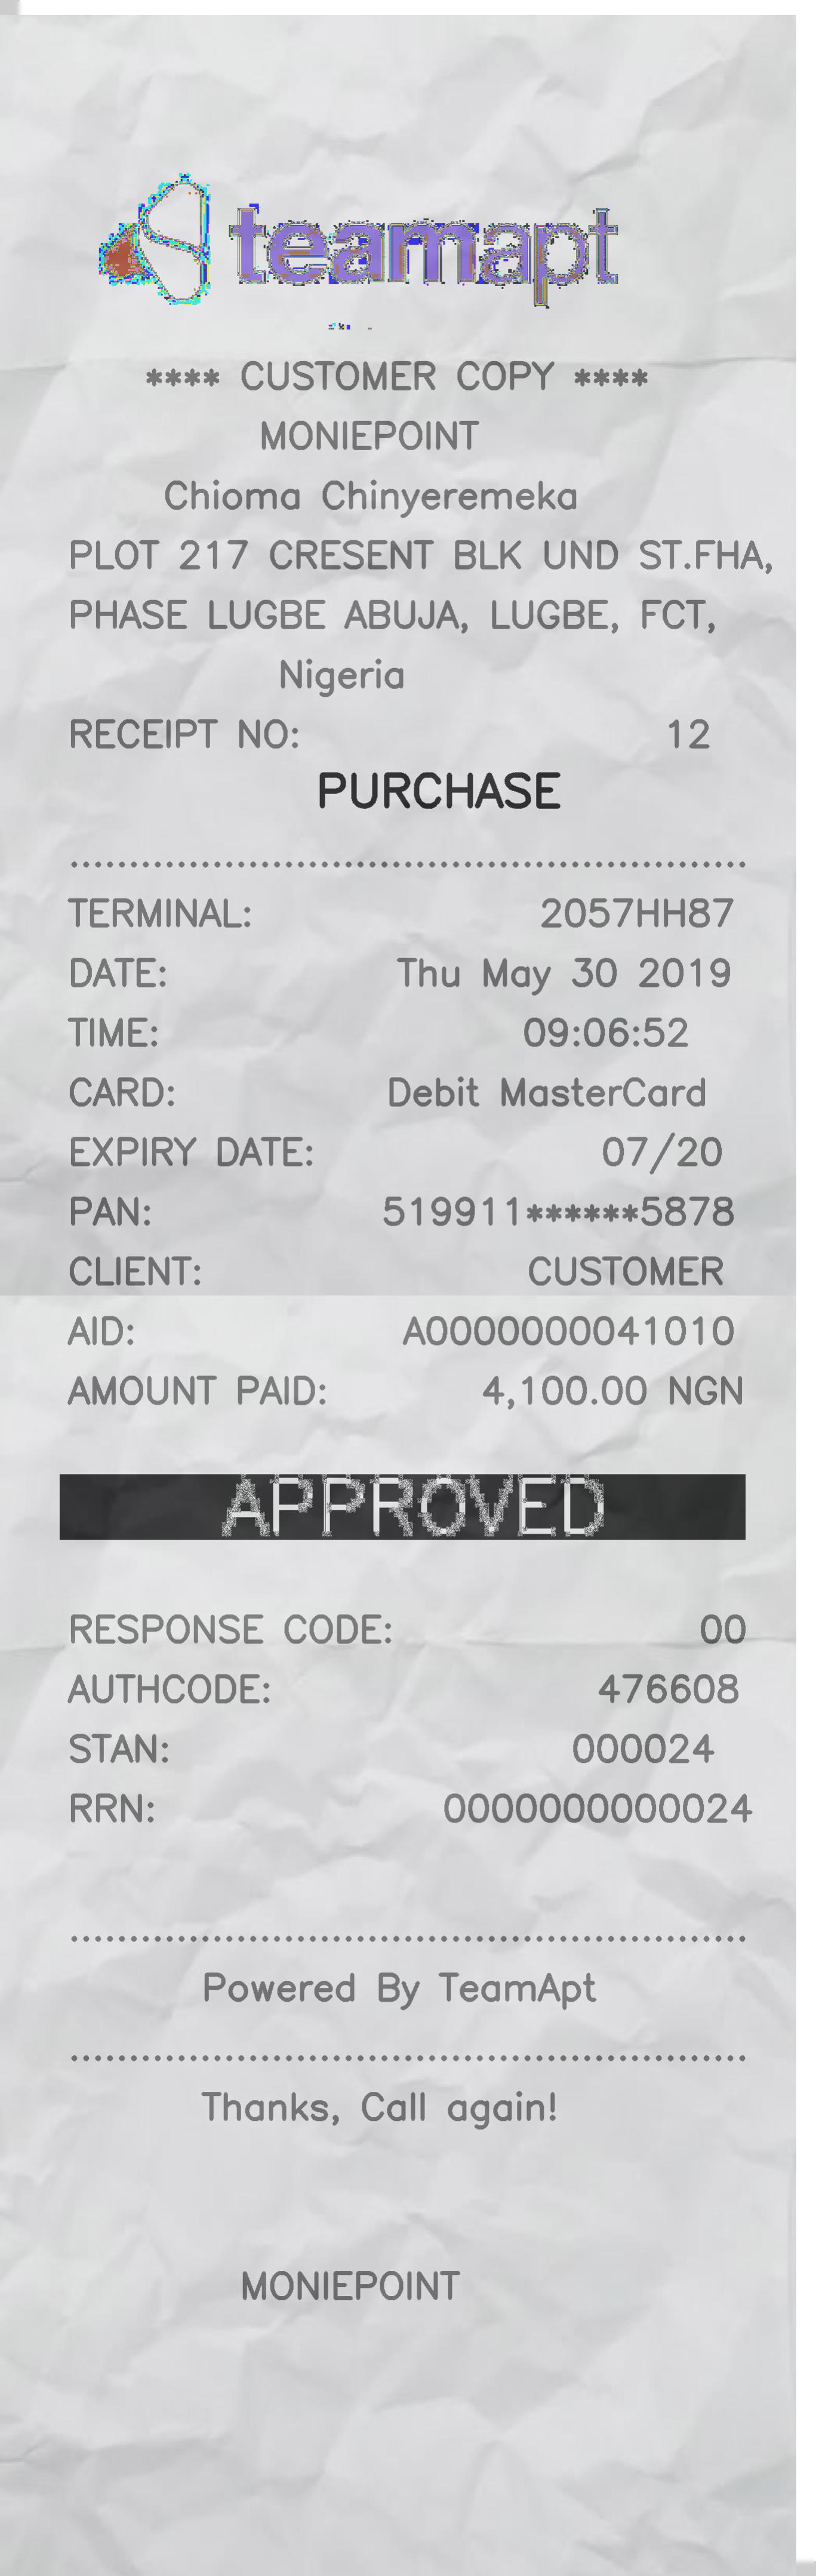 teamapt
**** CUSTOMER COPY ****
MONIEPOINT
Chioma Chinyeremeka
PLOT 217 CRESENT BLK UND ST.FHA,
PHASE LUGBE ABUJA, LUGBE, FCT,
Nigeria
RECEIPT NO: 12
PURCHASE
TERMINAL: 2057HH87
DATE: Thu May 30 2019
TIME: 09:06:52
CARD: Debit MasterCard
EXPIRY DATE: 07/20
PAN: 519911******5878
CLIENT: CUSTOMER
AID: A0000000041010
AMOUNT PAID: 4,100.00 NGN
APPROVED
RESPONSE CODE: 00
AUTHCODE: 476608
STAN: 000024
RRN: 0000000000024
Powered By TeamApt
Thanks, Call again!
MONIEPOINT